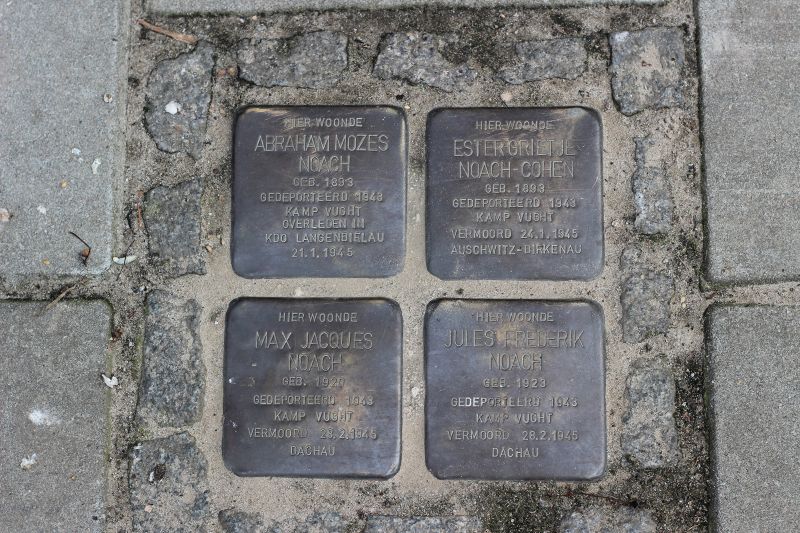 HIER WOONDE
ABRAHAM MOZES
NOACH
GEB. 1893
GEDEPORTEERD 1943
KAMP VUGHT
OVERLEDEN IN
KDO LANGENBIELAU
21.1.1945
HIER WOONDE
ESTER GRIETJE
NOACH-COHEN
GEB. 1893
GEDEPORTEERD 1943
KAMP VUGHT
VERMOORD 24.1.1945
AUSCHWITZ-BIRKENAU
HIER WOONDE
MAX JACQUES
NOACH
GEB.
GEDEPORTEERD 1943
KAMP VUGHT
VERMOORD 28.2.1945
DACHAU
HIER WOONDE
JULES FREDERIK
NOACH
GEB. 1923
GEDEPORTEERD 1943
KAMP VUGHT
VERMOORD 28.2.1945
DACHAU